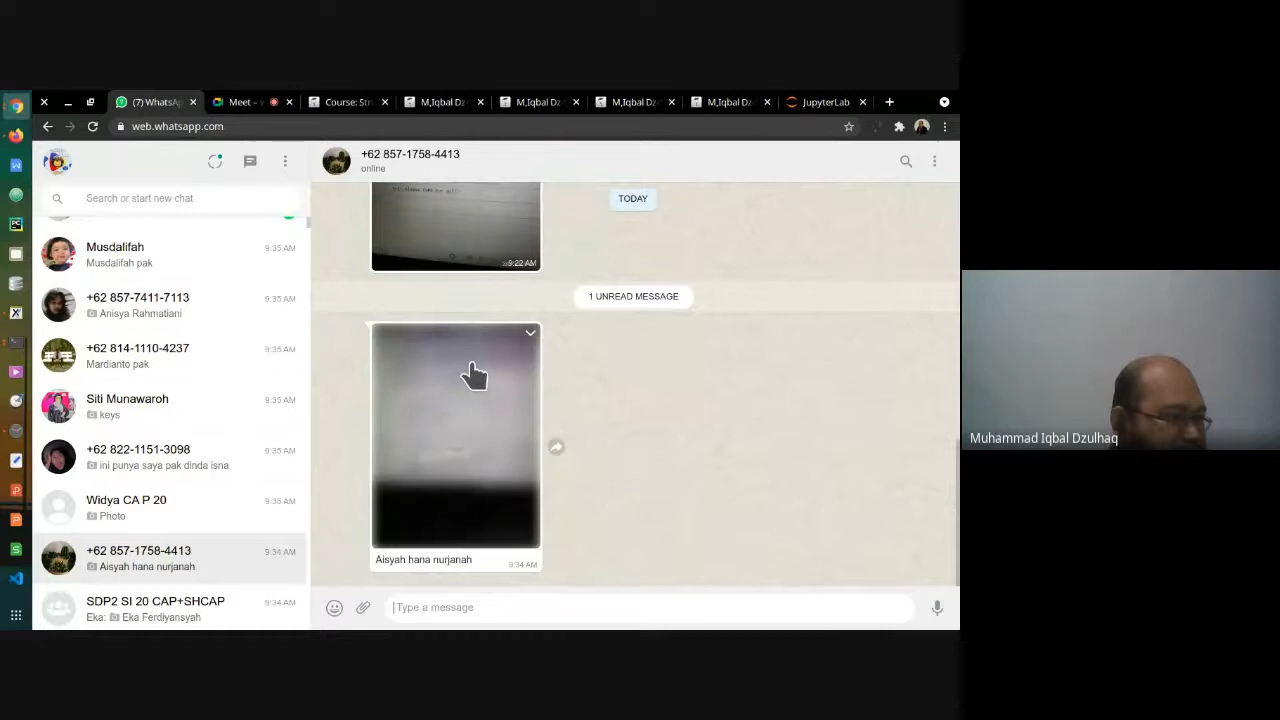 (7) WhatsA
Meet –
Course: Str
M,Iqbal Dz
M,Iqbal Dz
M,Iqbal Dz
M,Iqbal Dz
JupyterLab
web.whatsapp.com
+62 857-1758-4413
online
Search or start new chat
TODAY
Musdalifah
9:35 AM
Musdalifah pak
9:22 AM
+62 857-7411-7113
9:35 AM
Anisya Rahmatiani
1 UNREAD MESSAGE
+62 814-1110-4237
9:35 AM
Mardianto pak
Siti Munawaroh
9:35 AM
keys
+62 822-1151-3098
9:35 AM
ini punya saya pak dinda isna
Widya CA P 20
9:35 AM
Photo
+62 857-1758-4413
9:34 AM
Aisyah hana nurjanah
Aisyah hana nurjanah
9:34 AM
SDP2 SI 20 CAP+SHCAP
9:34 AM
Eka: Eka Ferdiyansyah
Type a message
Muhammad Iqbal Dzulhaq